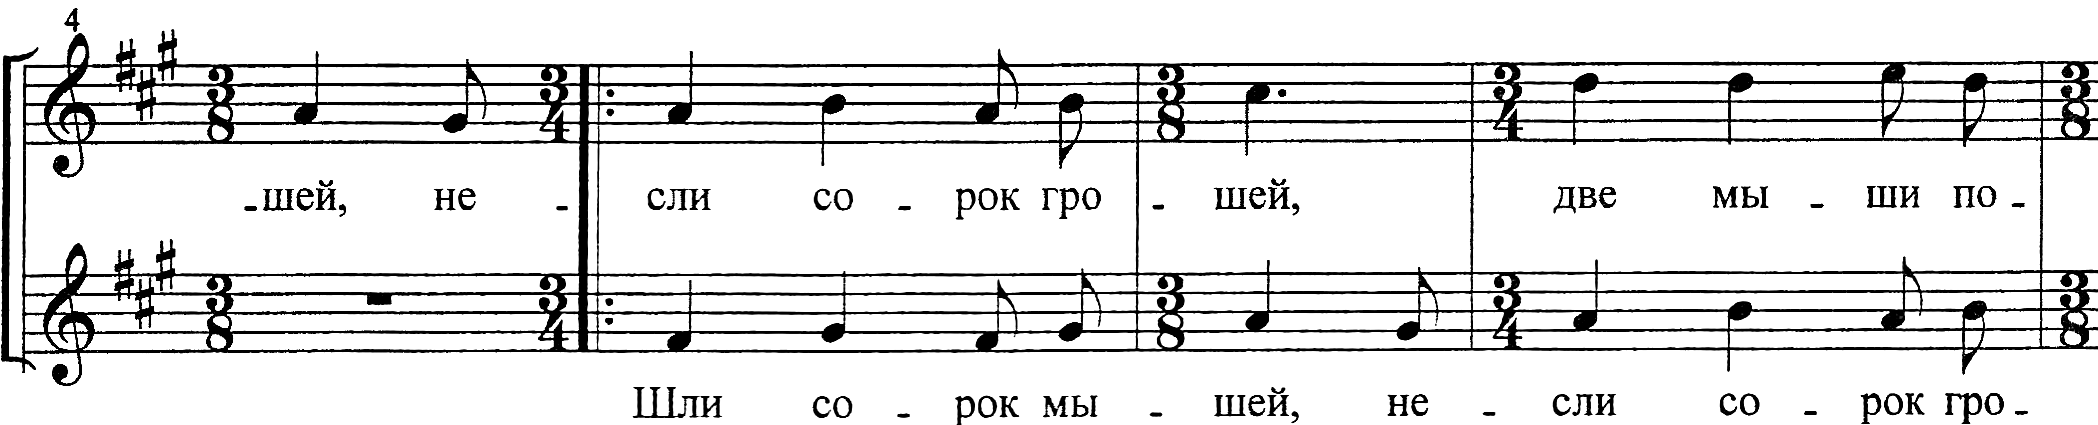 4
-шей, не - сли со - рок гро - шей, две мы - ши по -
Шли со - рок мы - шей, не - сли со - рок гро -